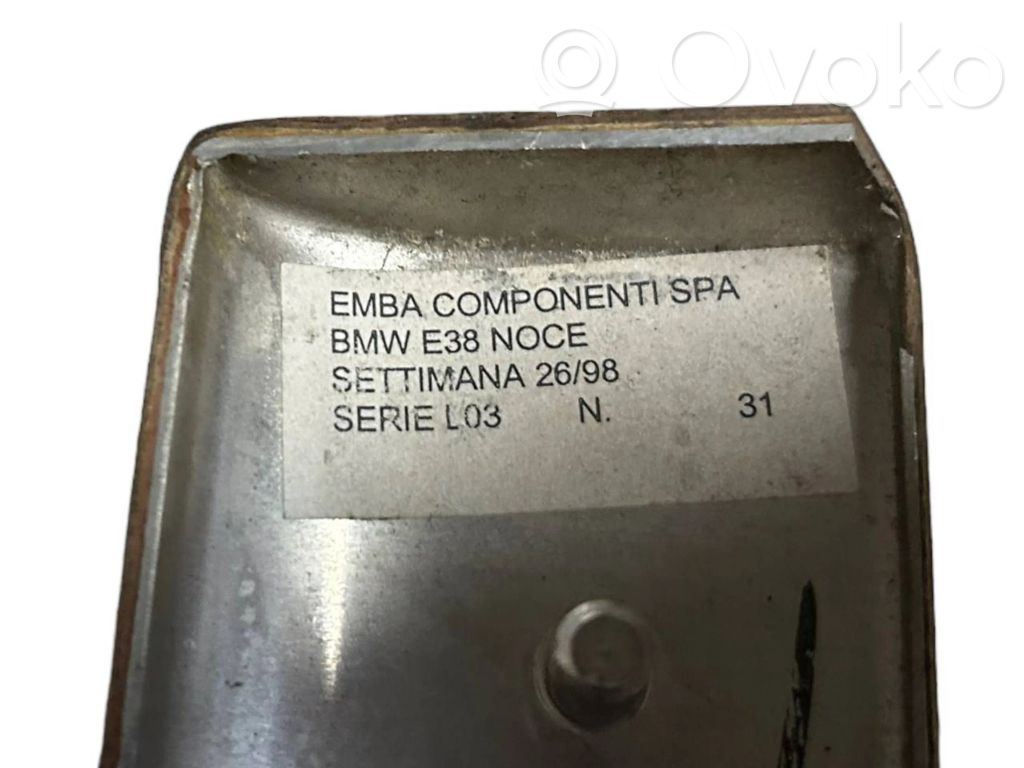 Ovoko
EMBA COMPONENTI SPA
BMW E38 NOCE
SETTIMANA 26/98
SERIE L03 N. 31